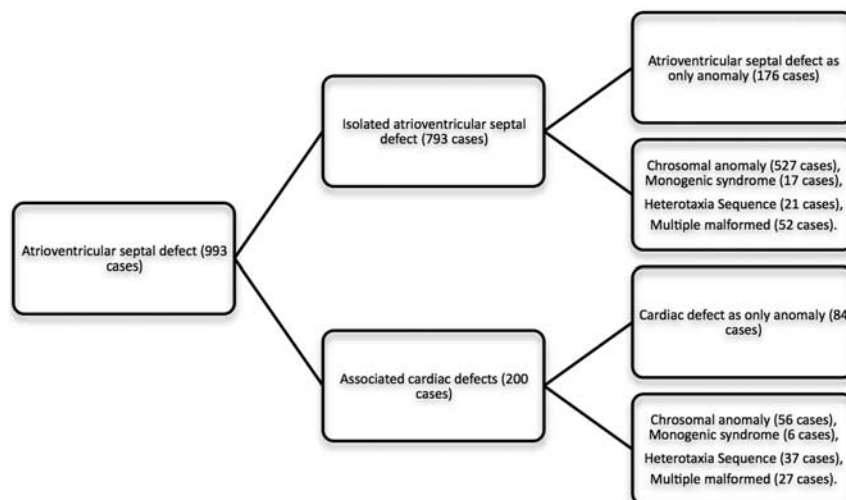 Atrioventricular septal defect as
only anomaly (176 cases)
Isolated atrioventricular septal
defect (793 cases)
Chrosomal anomaly (527 cases),
Monogenic syndrome (17 cases),
Heterotaxia Sequence (21 cases),
Multiple malformed (52 cases).
Atrioventricular septal defect (993
cases)
Cardiac defect as only anomaly (84
cases)
Associated cardiac defects (200
cases)
Chrosomal anomaly (56 cases),
Monogenic syndrome (6 cases),
Heterotaxia Sequence (37 cases),
Multiple malformed (27 cases).